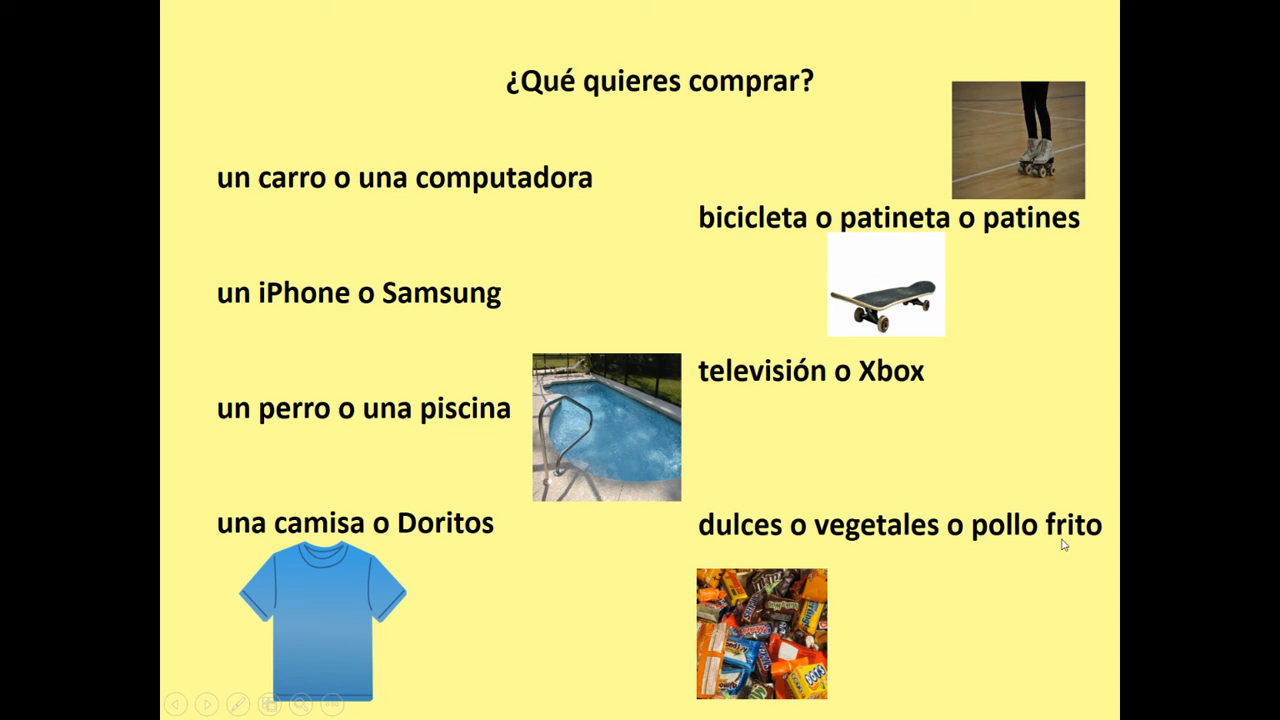 ¿Qué quieres comprar?
un carro o una computadora
un iPhone o Samsung
un perro o una piscina
una camisa o Doritos
bicicleta o patineta o patines
televisión o Xbox
dulces o vegetales o pollo frito
DOTS